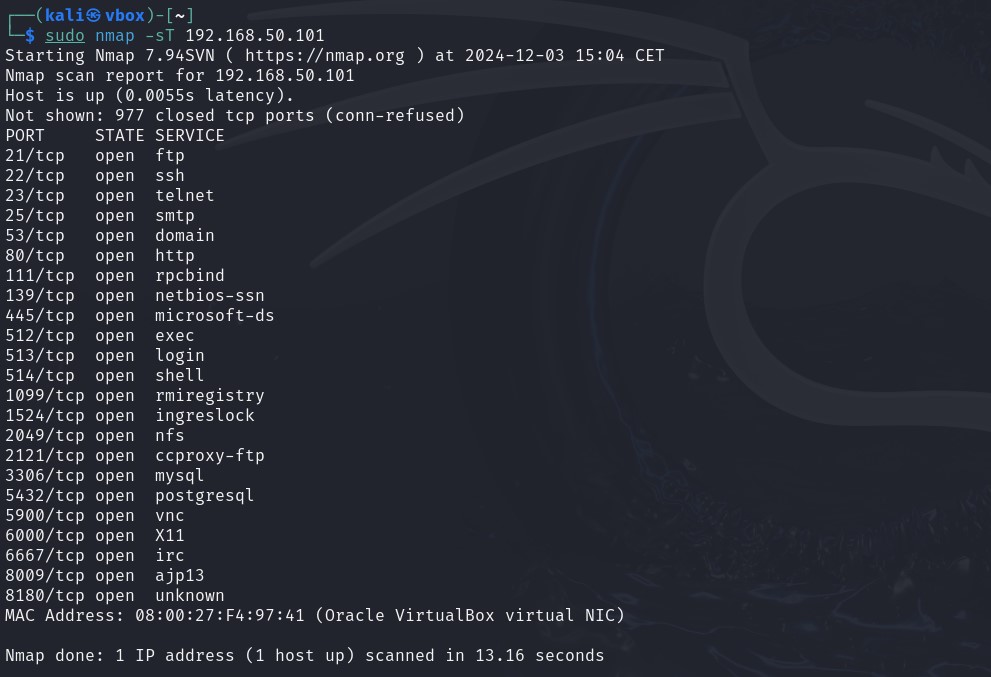 ┌──(kali㉿vbox)-[~]
└─$ sudo nmap -sT 192.168.50.101
Starting Nmap 7.94SVN ( https://nmap.org ) at 2024-12-03 15:04 CET
Nmap scan report for 192.168.50.101
Host is up (0.0055s latency).
Not shown: 977 closed tcp ports (conn-refused)
PORT     STATE SERVICE
21/tcp   open  ftp
22/tcp   open  ssh
23/tcp   open  telnet
25/tcp   open  smtp
53/tcp   open  domain
80/tcp   open  http
111/tcp  open  rpcbind
139/tcp  open  netbios-ssn
445/tcp  open  microsoft-ds
512/tcp  open  exec
513/tcp  open  login
514/tcp  open  shell
1099/tcp open  rmiregistry
1524/tcp open  ingreslock
2049/tcp open  nfs
2121/tcp open  ccproxy-ftp
3306/tcp open  mysql
5432/tcp open  postgresql
5900/tcp open  vnc
6000/tcp open  X11
6667/tcp open  irc
8009/tcp open  ajp13
8180/tcp open  unknown
MAC Address: 08:00:27:F4:97:41 (Oracle VirtualBox virtual NIC)
Nmap done: 1 IP address (1 host up) scanned in 13.16 seconds